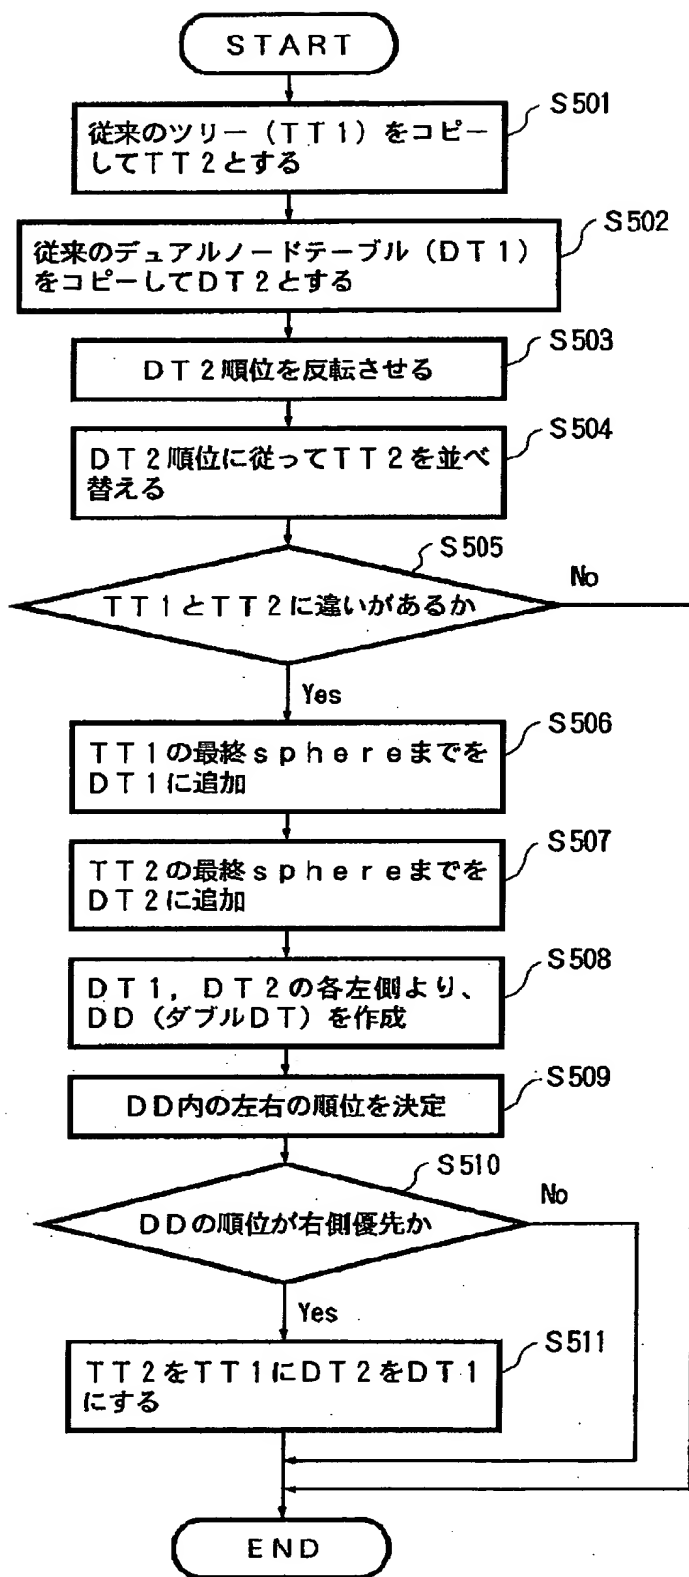 START
S501
従来のツリー（TT1）をコピー
してTT2とする
S502
従来のデュアルノードテーブル（DT1）
をコピーしてDT2とする
S503
DT2順位を反転させる
S504
DT2順位に従ってTT2を並べ
替える
S505
TT1とTT2に違いがあるか
No
Yes
S506
TT1の最終sphereまでを
DT1に追加
S507
TT2の最終sphereまでを
DT2に追加
S508
DT1，DT2の各左側より、
DD（ダブルDT）を作成
S509
DD内の左右の順位を決定
S510
DDの順位が右側優先か
No
Yes
S511
TT2をTT1にDT2をDT1
にする
END